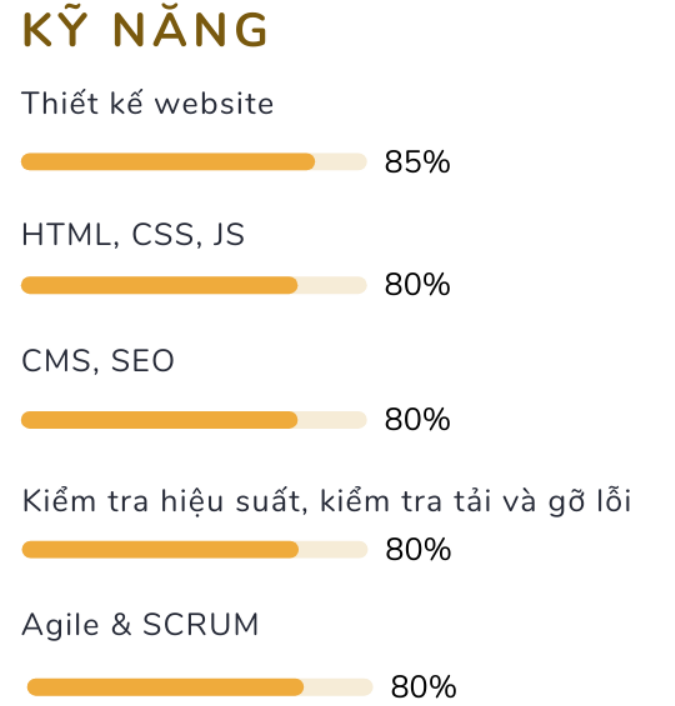 KỸ NĂNG
Thiết kế website
85%
HTML, CSS, JS
80%
CMS, SEO
80%
Kiểm tra hiệu suất, kiểm tra tải và gỡ lỗi
80%
Agile & SCRUM
80%